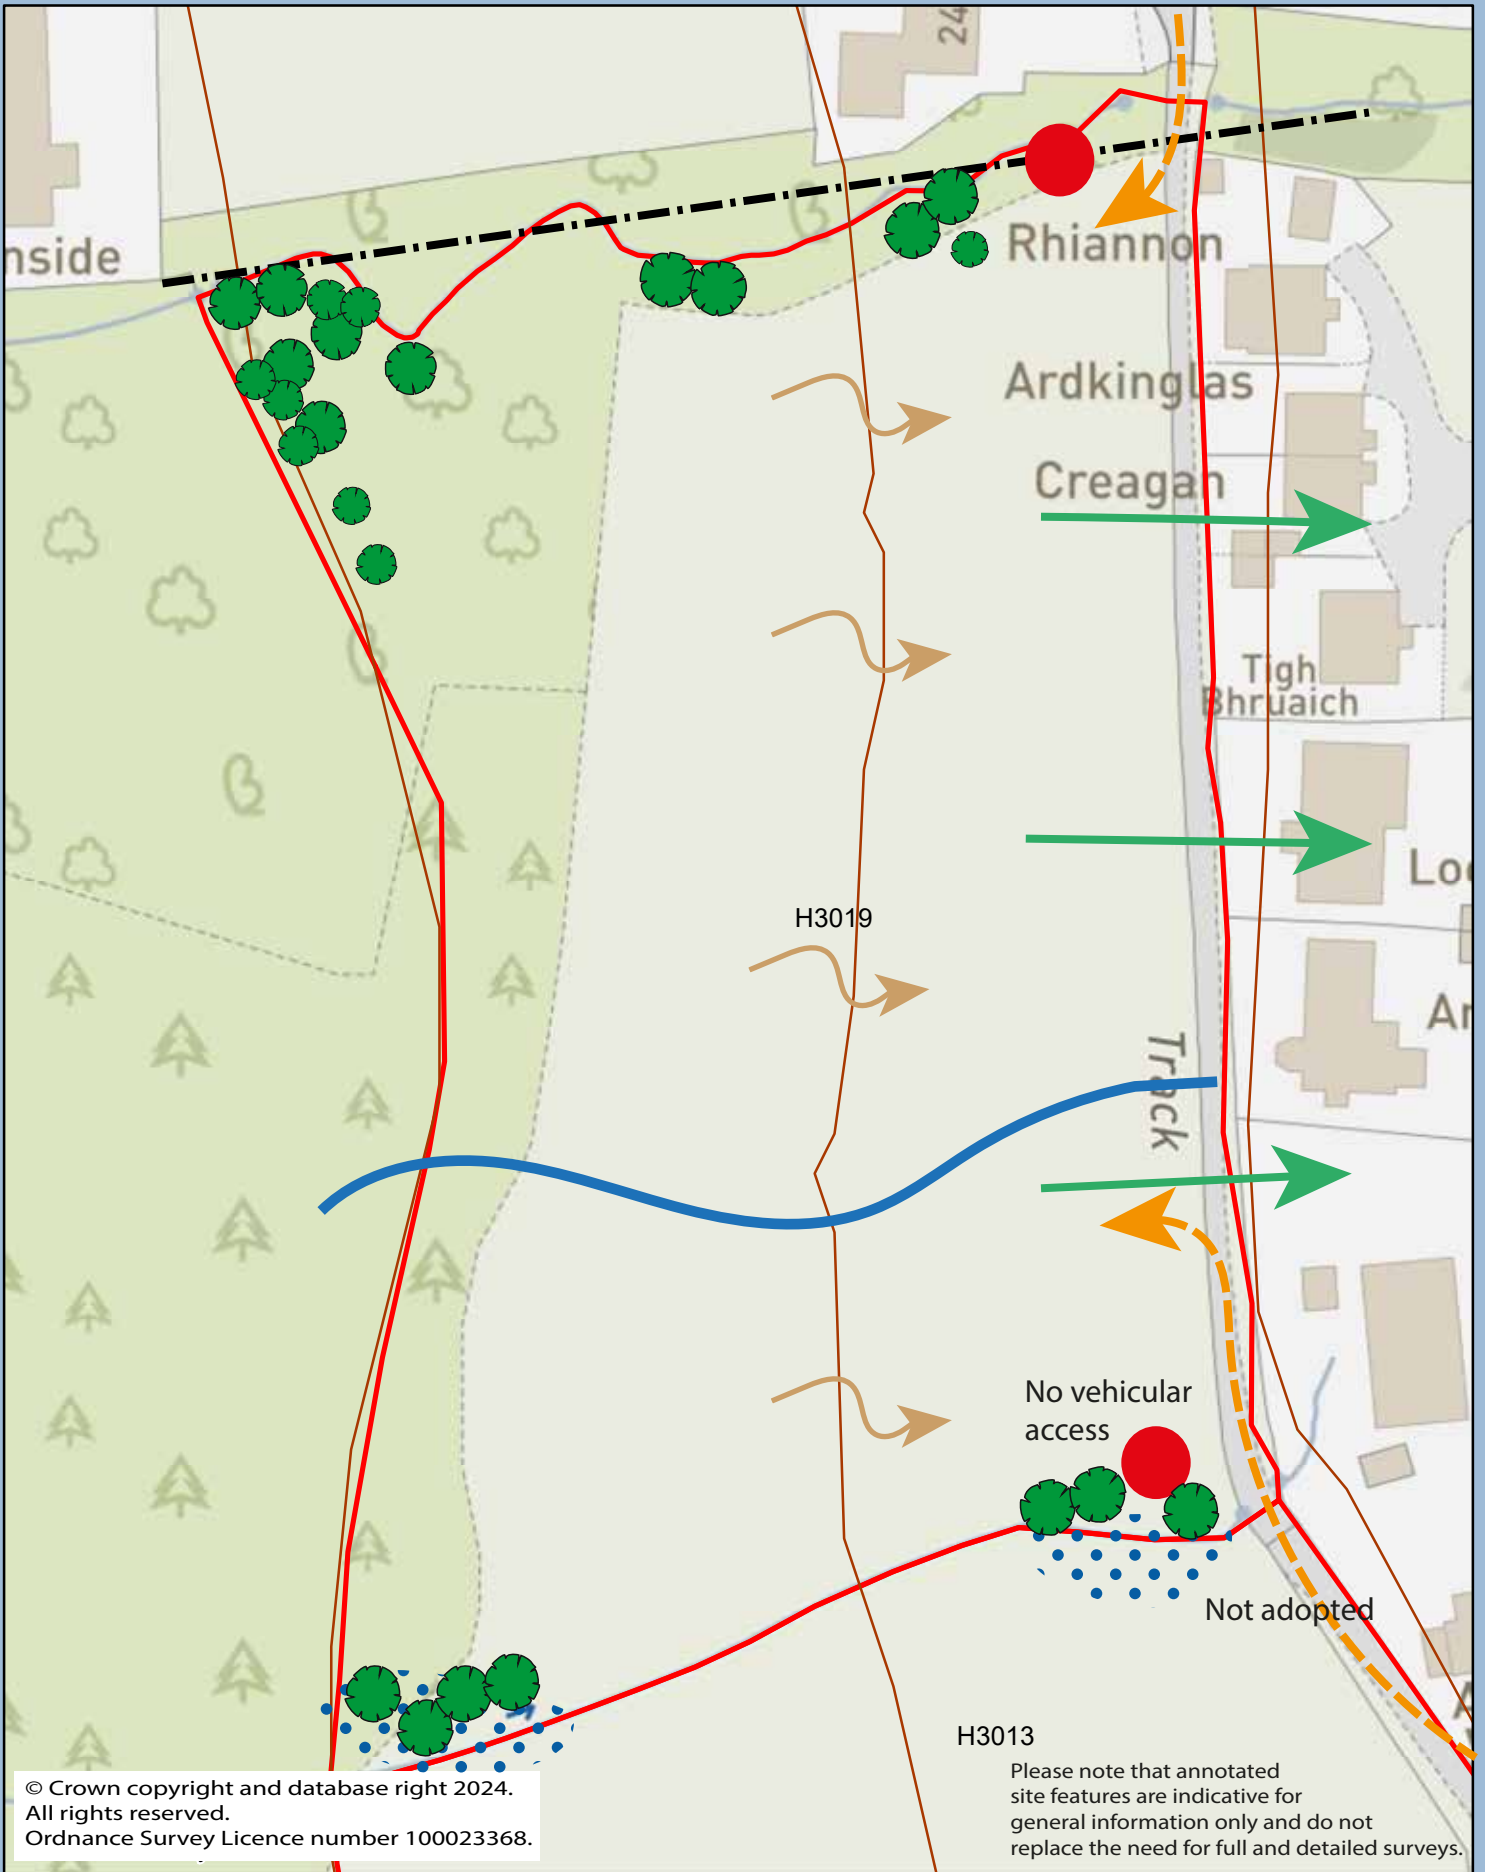 24
nside
Rhiannon
Ardkinglas
Creagan
Tigh
Bhruaich
Loc
H3019
Ar
Track
No vehicular
access
Not adopted
H3013
Please note that annotated
site features are indicative for
general information only and do not
replace the need for full and detailed surveys.
© Crown copyright and database right 2024.
All rights reserved.
Ordnance Survey Licence number 100023368.